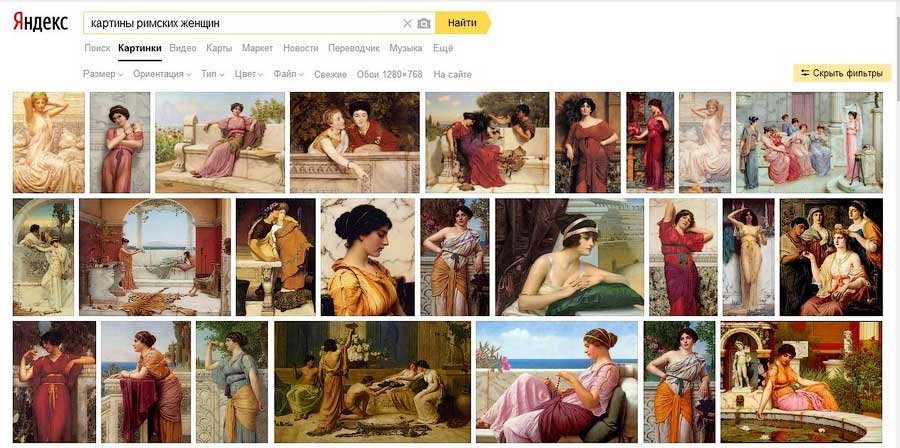 Яндекс
картины римских женщин
Найти
Поиск Картинки Видео Карты Маркет Новости Переводчик Музыка Ещё
Размер Ориентация Тип Цвет Файл Свежие Обои 1280×768 На сайте
Скрыть фильтры